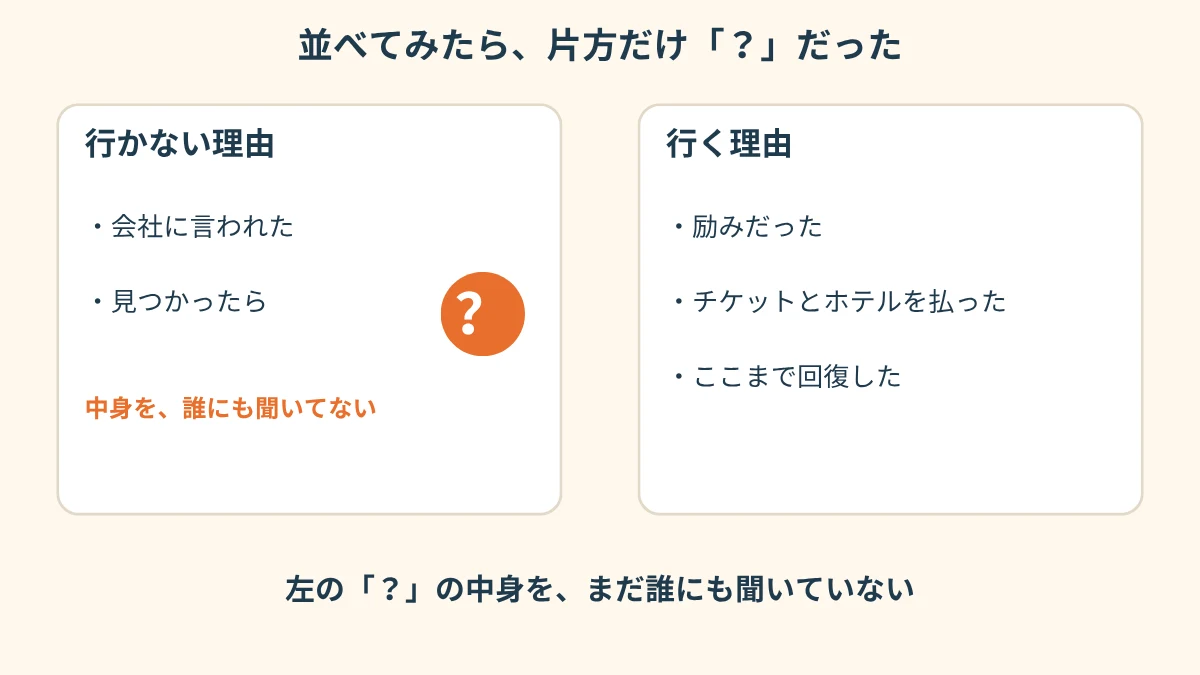 並べてみたら、片方だけ「？」だった
行かない理由
・会社に言われた
・見つかったら
？
中身を、誰にも聞いてない
行く理由
・励みだった
・チケットとホテルを払った
・ここまで回復した
左の「？」の中身を、まだ誰にも聞いていない